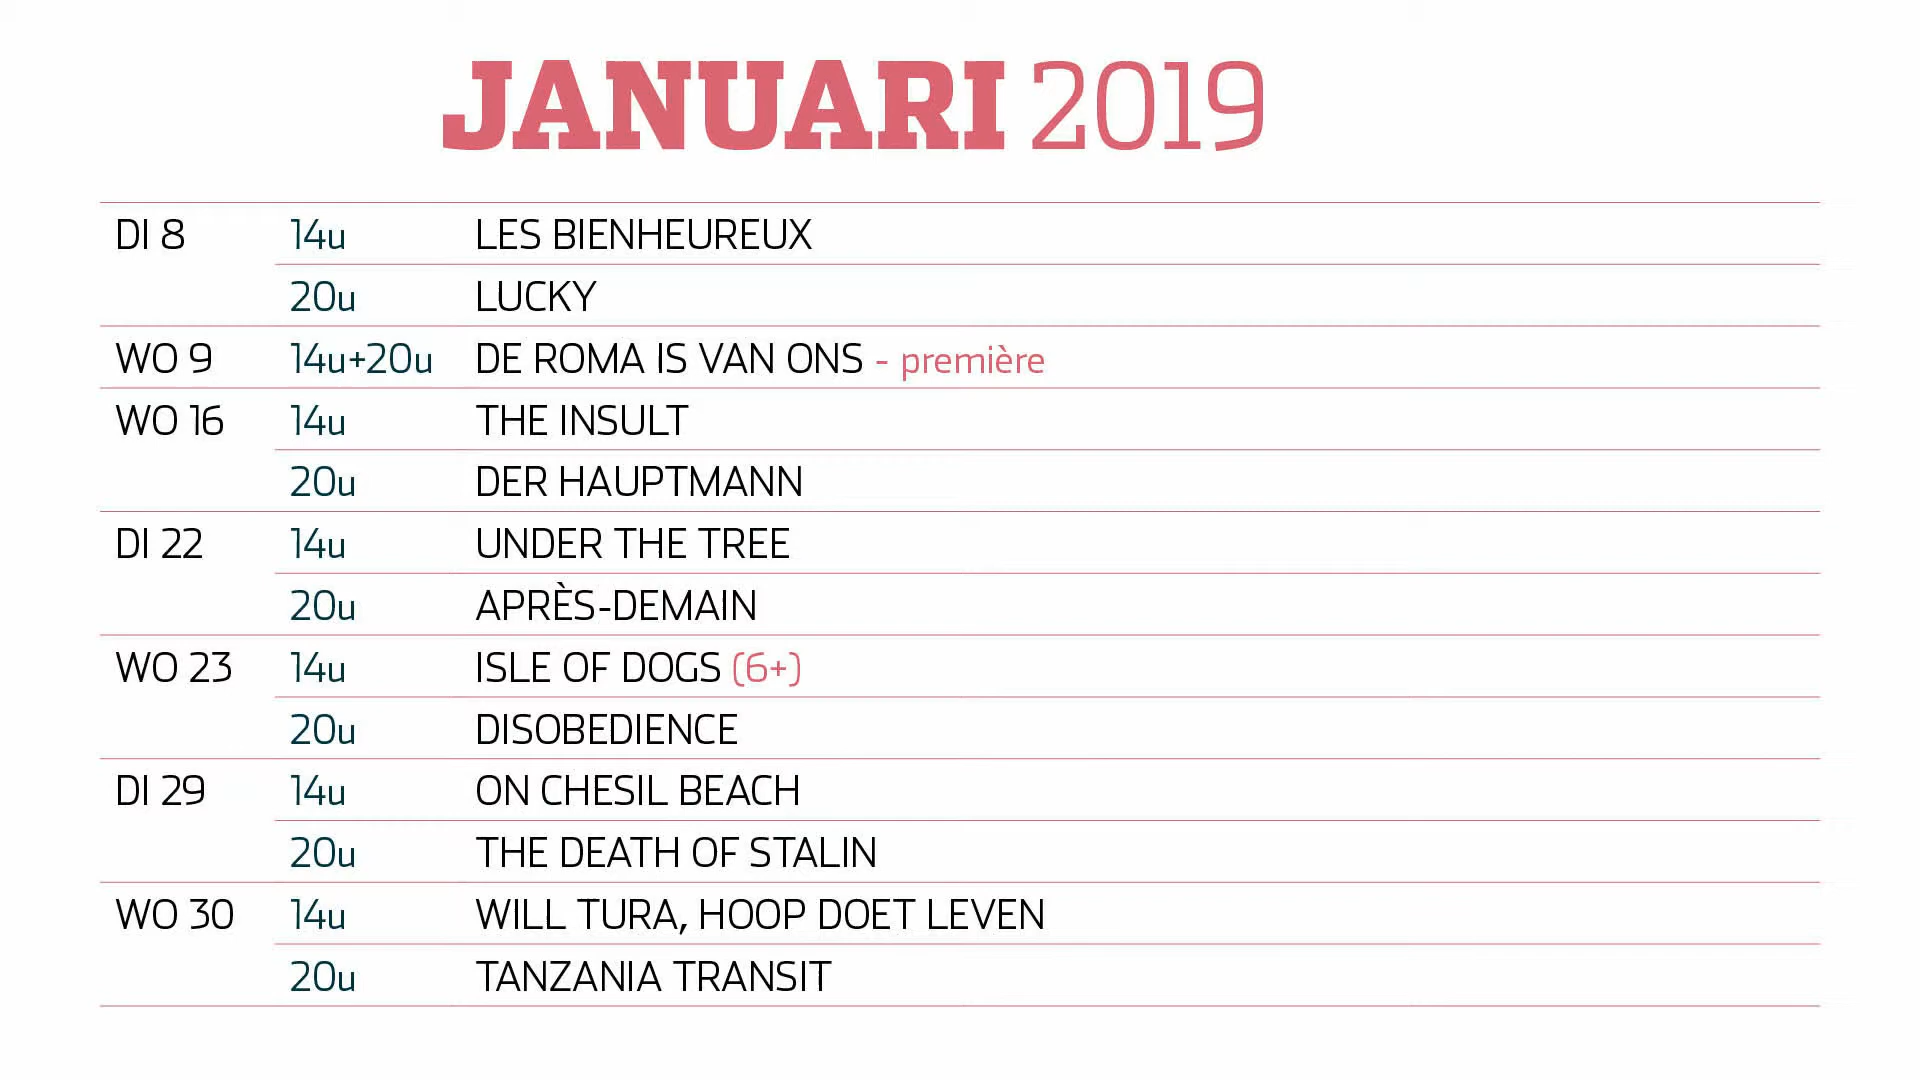 JANUARI 2019
DI 8 14u LES BIENHEUREUX
20u LUCKY
WO 9 14u+20u DE ROMA IS VAN ONS - première
WO 16 14u THE INSULT
20u DER HAUPTMANN
DI 22 14u UNDER THE TREE
20u APRÈS-DEMAIN
WO 23 14u ISLE OF DOGS (6+)
20u DISOBEDIENCE
DI 29 14u ON CHESIL BEACH
20u THE DEATH OF STALIN
WO 30 14u WILL TURA, HOOP DOET LEVEN
20u TANZANIA TRANSIT